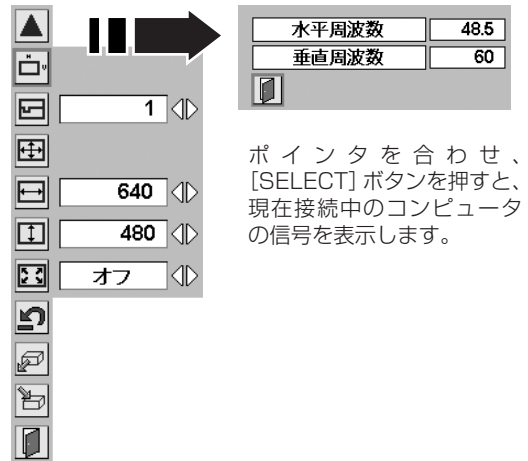 水平周波数 48.5
垂直周波数 60
H
V
1
640
480
オフ
ポインタを合わせ、
[SELECT]ボタンを押すと、
現在接続中のコンピュータ
の信号を表示します。